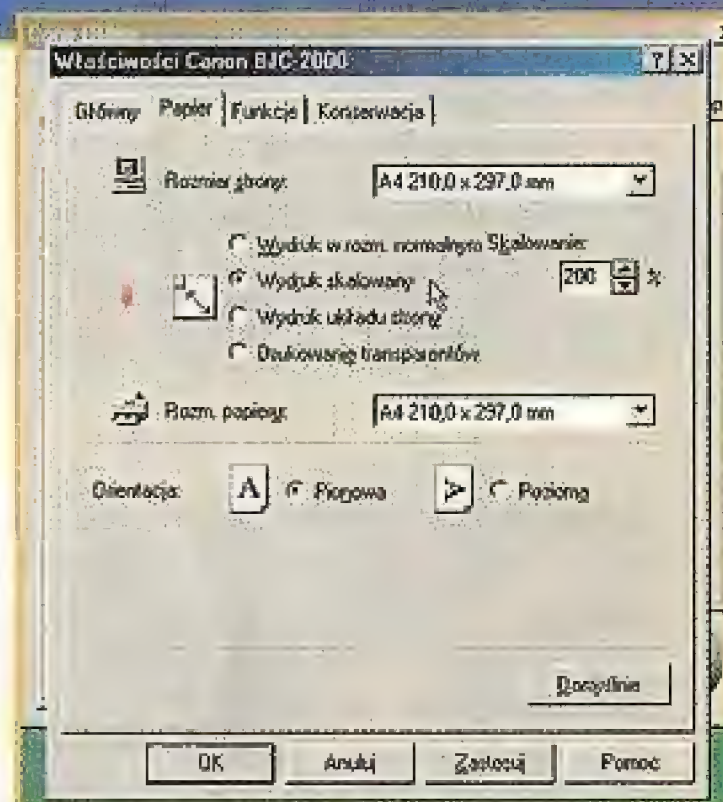 Właściwości Canon BJC-2000
Główny Papier Funkcje Konserwacja
Rozmiar strony: A4 210,0 x 297,0 mm
Wydruk w rozm. normalnym Skalowanie:
Wydruk skalowany 200 %
Wydruk układu strony
Drukowanie transparentów
Rozm. papieru: A4 210,0 x 297,0 mm
Orientacja: A Pionowa A Pozioma
Domyślnie
OK Anuluj Zastosuj Pomoc